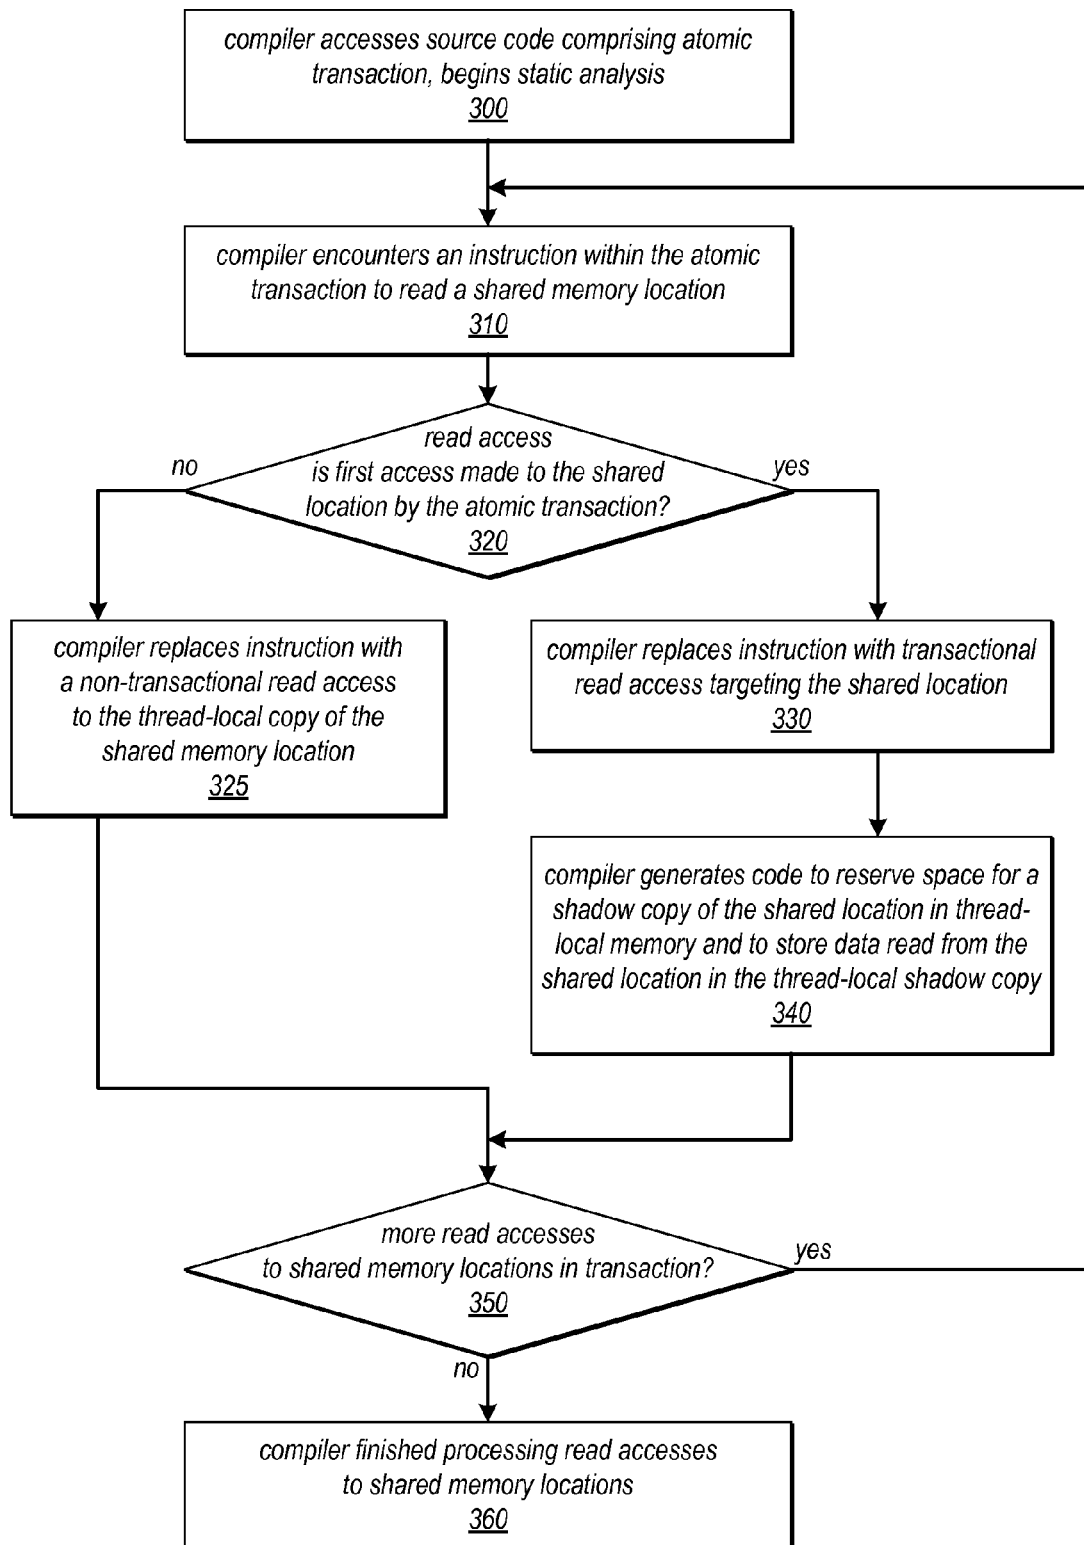 compiler accesses source code comprising atomic
transaction, begins static analysis
300
compiler encounters an instruction within the atomic
transaction to read a shared memory location
310
read access
is first access made to the shared
location by the atomic transaction?
320
no
yes
compiler replaces instruction with
a non-transactional read access
to the thread-local copy of the
shared memory location
325
compiler replaces instruction with transactional
read access targeting the shared location
330
compiler generates code to reserve space for a
shadow copy of the shared location in thread-
local memory and to store data read from the
shared location in the thread-local shadow copy
340
more read accesses
to shared memory locations in transaction?
350
yes
no
compiler finished processing read accesses
to shared memory locations
360